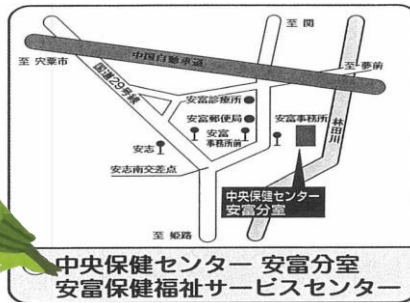 至 関
中国自動車道
至 宍粟市
至 夢前
国道29号線
安富診療所
安富郵便局
安富事務所
林田川
安富
事務所前
安志
安志南交差点
中央保健センター
安富分室
至 姫路
中央保健センター 安富分室
安富保健福祉サービスセンター